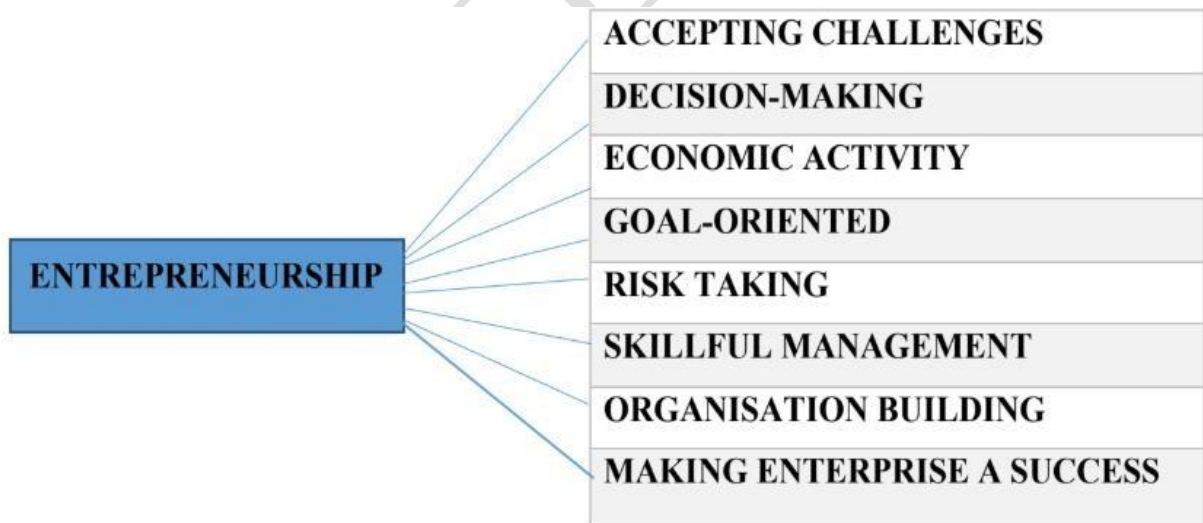 ACCEPTING CHALLENGES
DECISION-MAKING
ECONOMIC ACTIVITY
GOAL-ORIENTED
ENTREPRENEURSHIP
RISK TAKING
SKILLFUL MANAGEMENT
ORGANISATION BUILDING
MAKING ENTERPRISE A SUCCESS